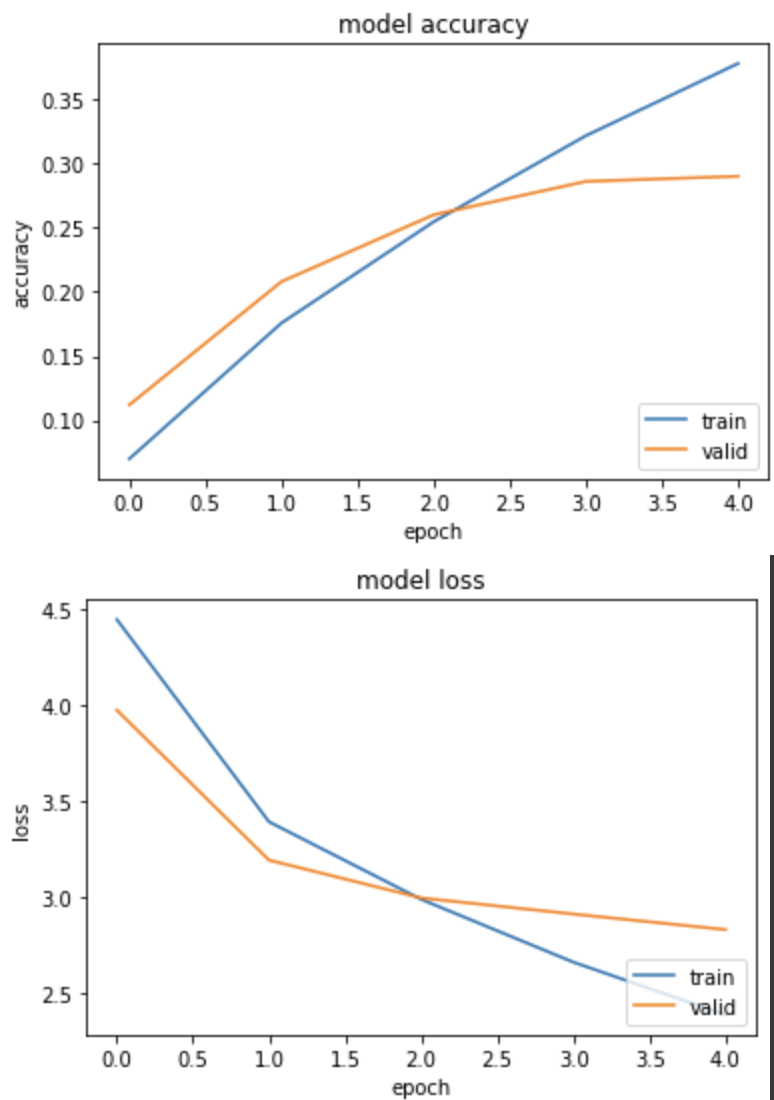 model accuracy
0.35
0.30
0.25
0.20
0.15
0.10
accuracy
train
valid
0.0 0.5 1.0 1.5 2.0 2.5 3.0 3.5 4.0
epoch
model loss
4.5
4.0
3.5
3.0
2.5
loss
train
valid
0.0 0.5 1.0 1.5 2.0 2.5 3.0 3.5 4.0
epoch